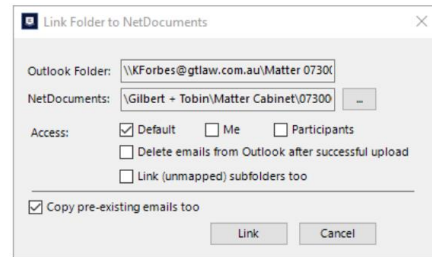 Link Folder to NetDocuments
Outlook Folder: \\KForbes@gtlaw.com.au\Matter 0730(
NetDocuments: \Gilbert + Tobin\Matter Cabinet\07300 ...
Access: Default Me Participants
Delete emails from Outlook after successful upload
Link (unmapped) subfolders too
Copy pre-existing emails too
Link Cancel